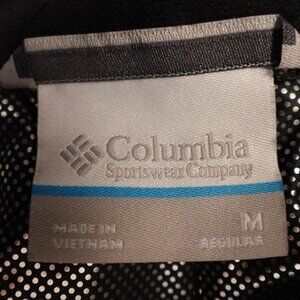 Columbia
Sportswear Company
MADE IN
VIETNAM
M
REGULAR